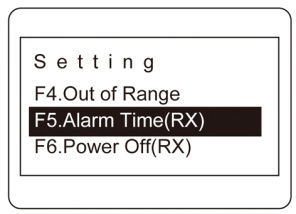 Setting
F4.Out of Range
F5.Alarm Time(RX)
F6.Power Off(RX)